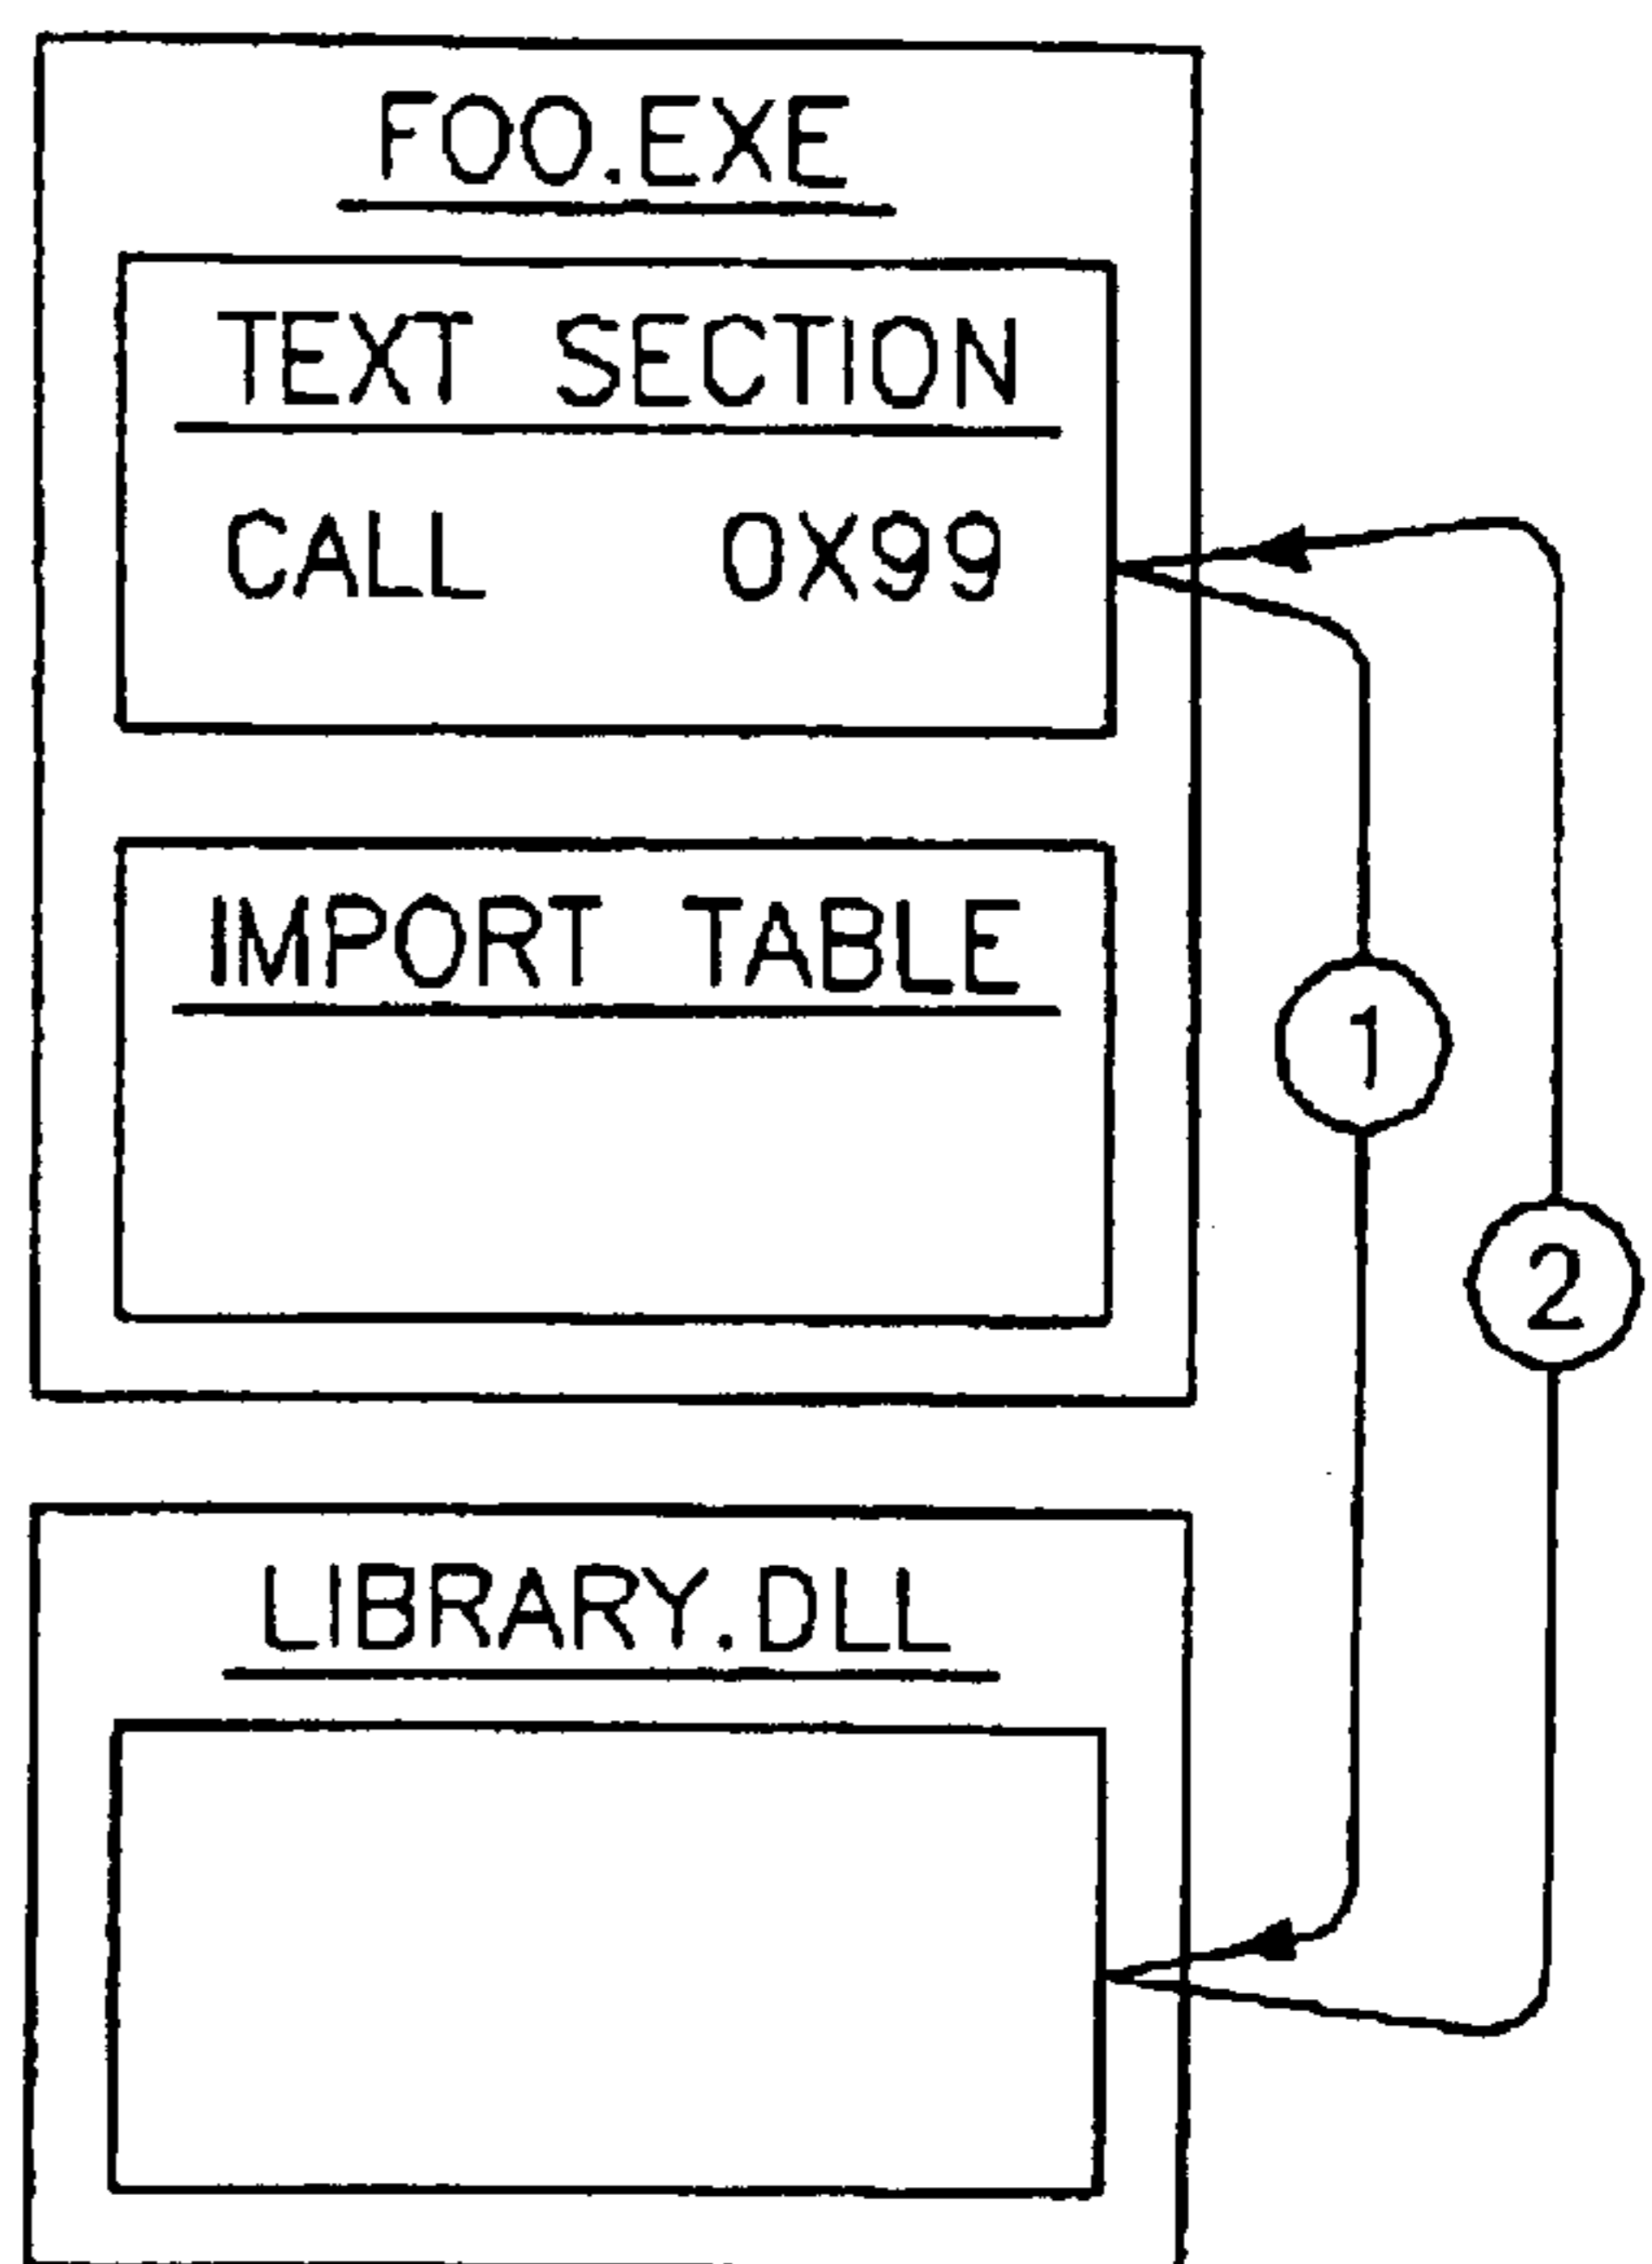 FOO.EXE
TEXT SECTION
CALL 0X99
IMPORT TABLE
1
2
LIBRARY.DLL